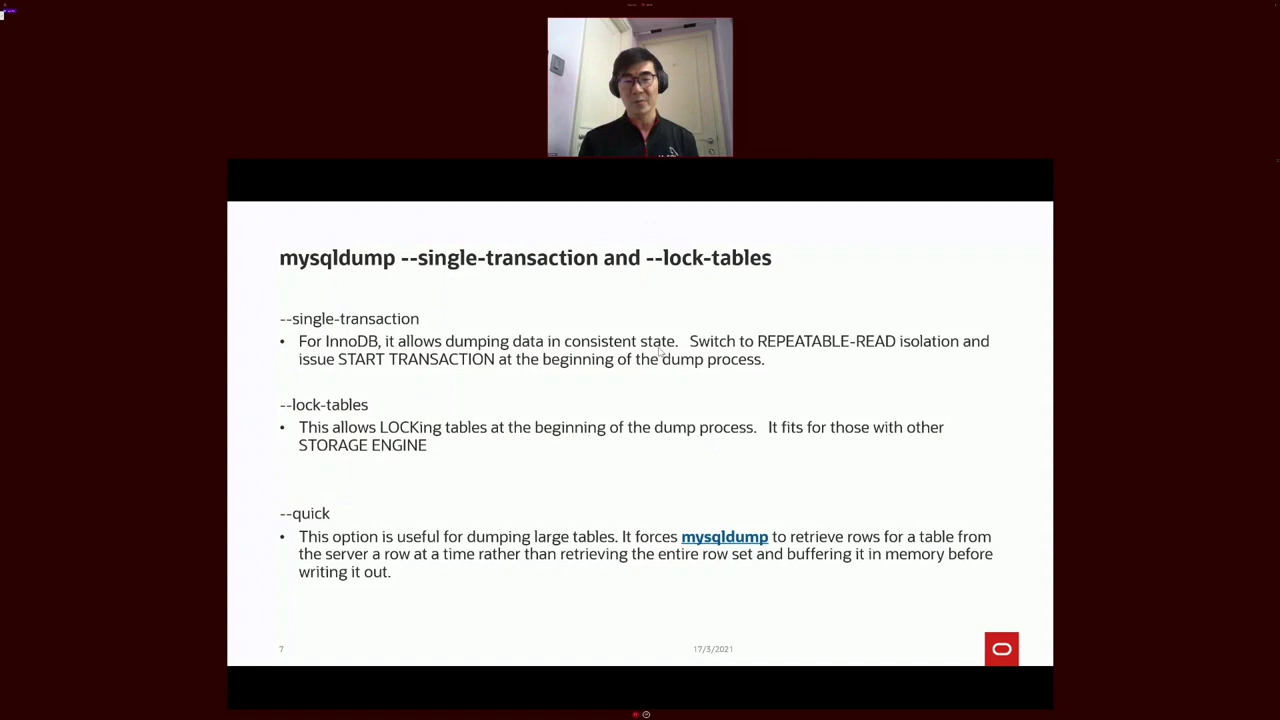 mysqldump --single-transaction and --lock-tables
--single-transaction
• For InnoDB, it allows dumping data in consistent state. Switch to REPEATABLE-READ isolation and
issue START TRANSACTION at the beginning of the dump process.
--lock-tables
• This allows LOCKing tables at the beginning of the dump process. It fits for those with other
STORAGE ENGINE
--quick
• This option is useful for dumping large tables. It forces mysqldump to retrieve rows for a table from
the server a row at a time rather than retrieving the entire row set and buffering it in memory before
writing it out.
7
17/3/2021